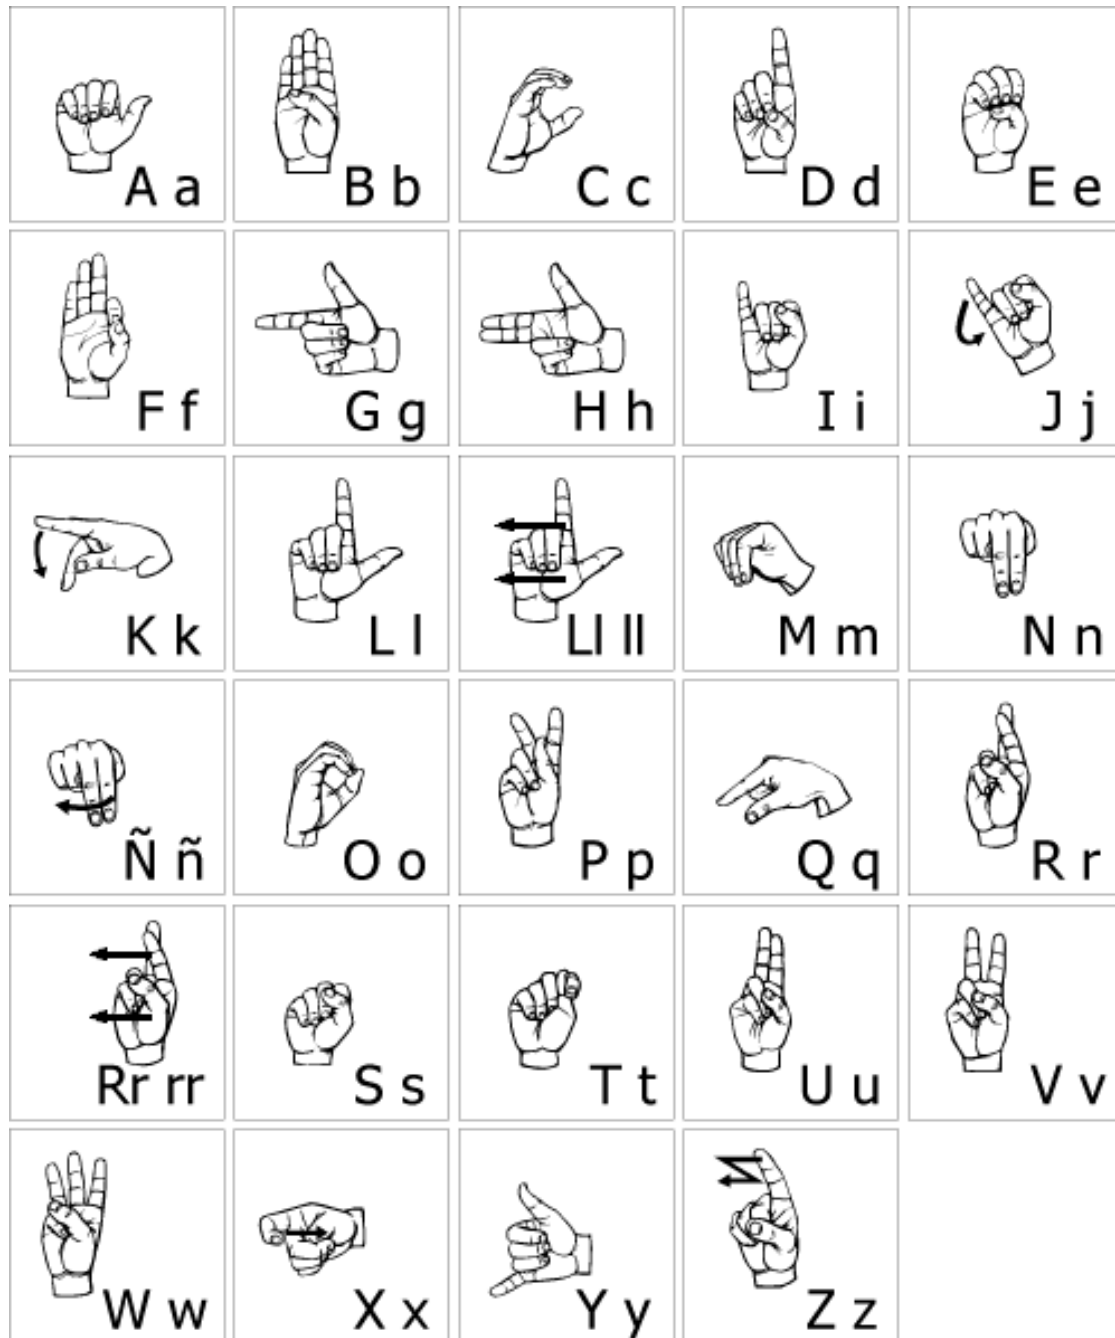 A a B b C c D d E e
F f G g H h I i J j
K k L l Ll ll M m N n
Ñ ñ O o P p Q q R r
Rr rr S s T t U u V v
W w X x Y y Z z